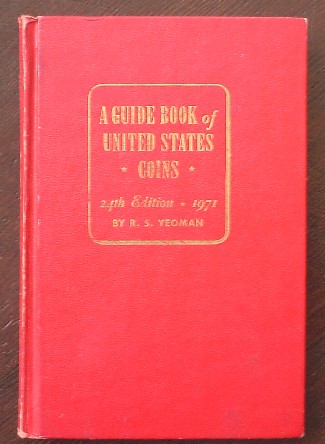 A GUIDE BOOK of
UNITED STATES
* COINS *
24th Edition * 1971
BY R. S. YEOMAN